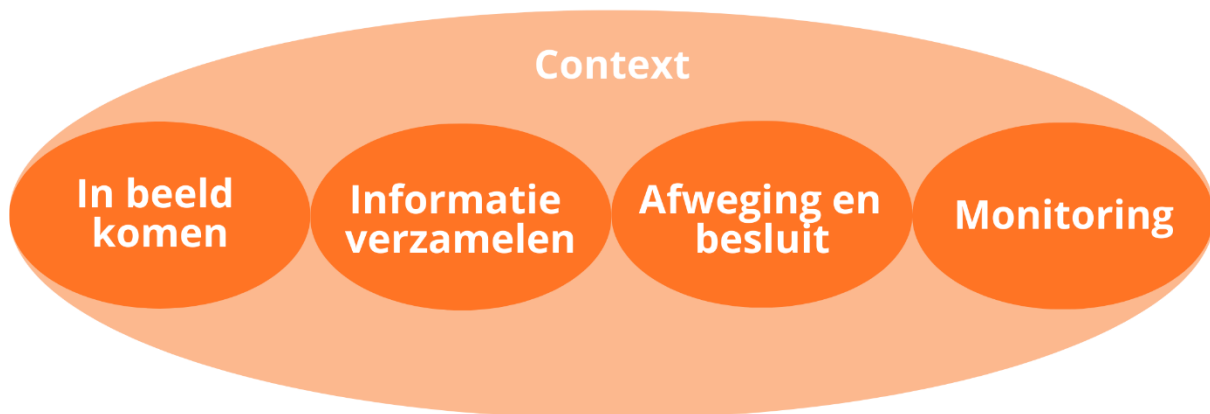 Context
In beeld
komen
Informatie
verzamelen
Afweging en
besluit
Monitoring